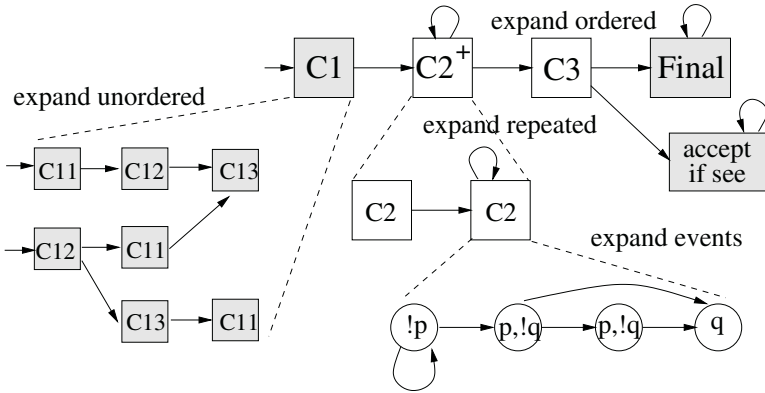 expand ordered
C1
C2+
C3
Final
expand unordered
expand repeated
accept
if see
C11
C12
C13
C2
C2
C12
C11
expand events
C13
C11
!p
p,!q
p,!q
q